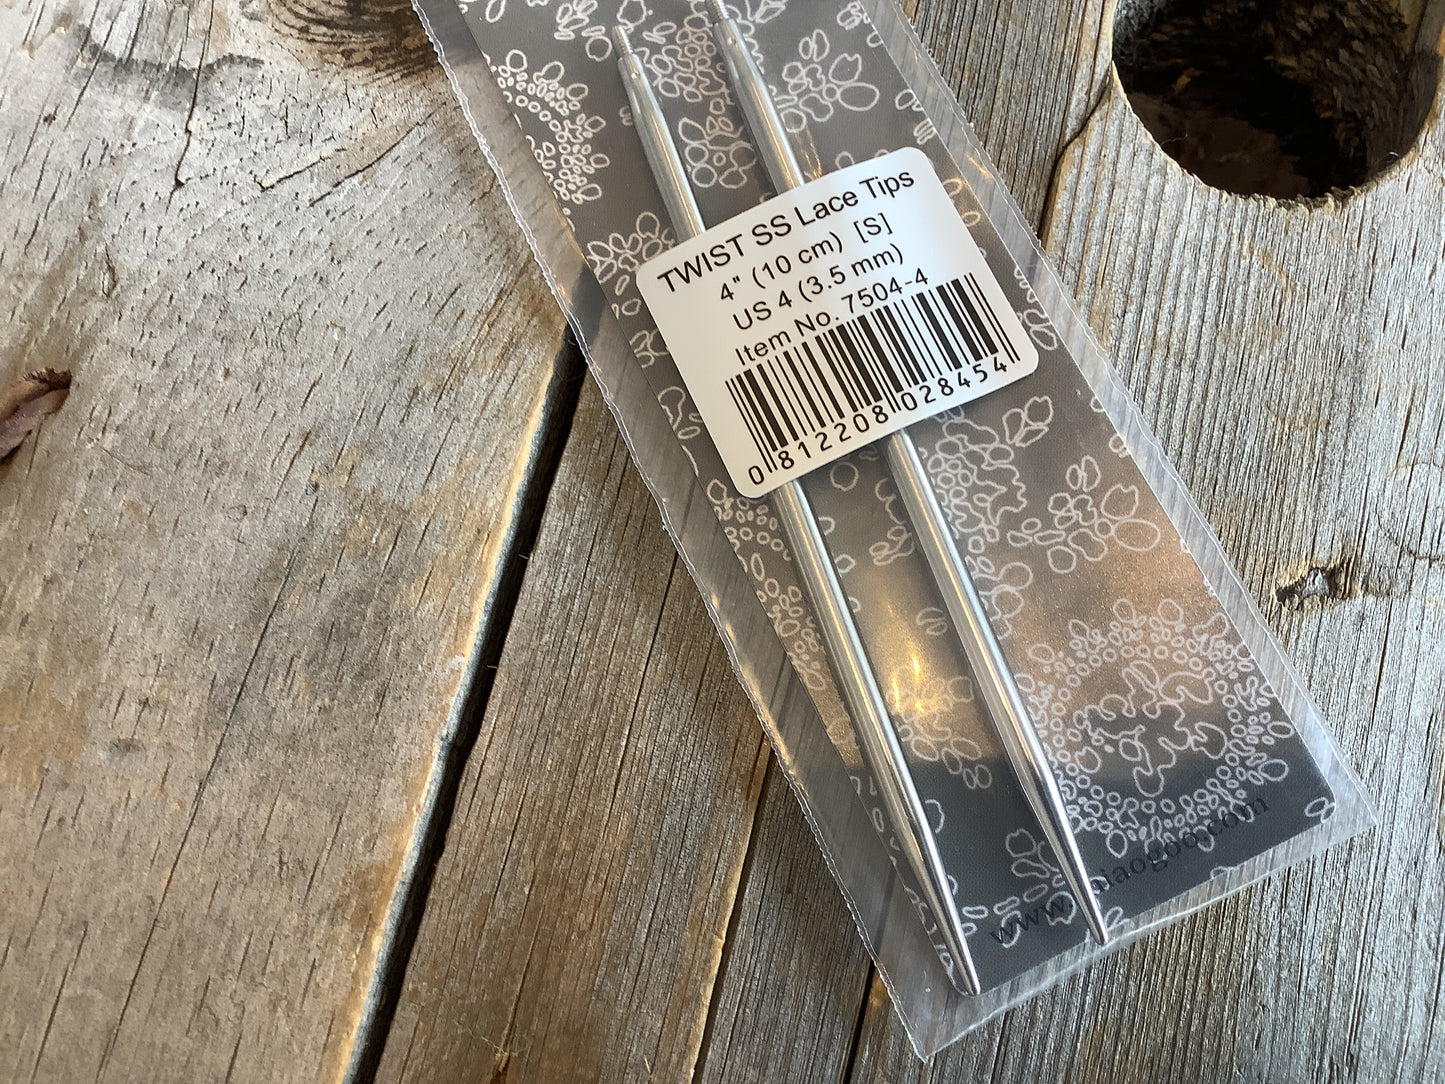 TWIST SS Lace Tips
4" (10 cm) [S]
US 4 (3.5 mm)
Item No. 7504-4
0 812208 028454